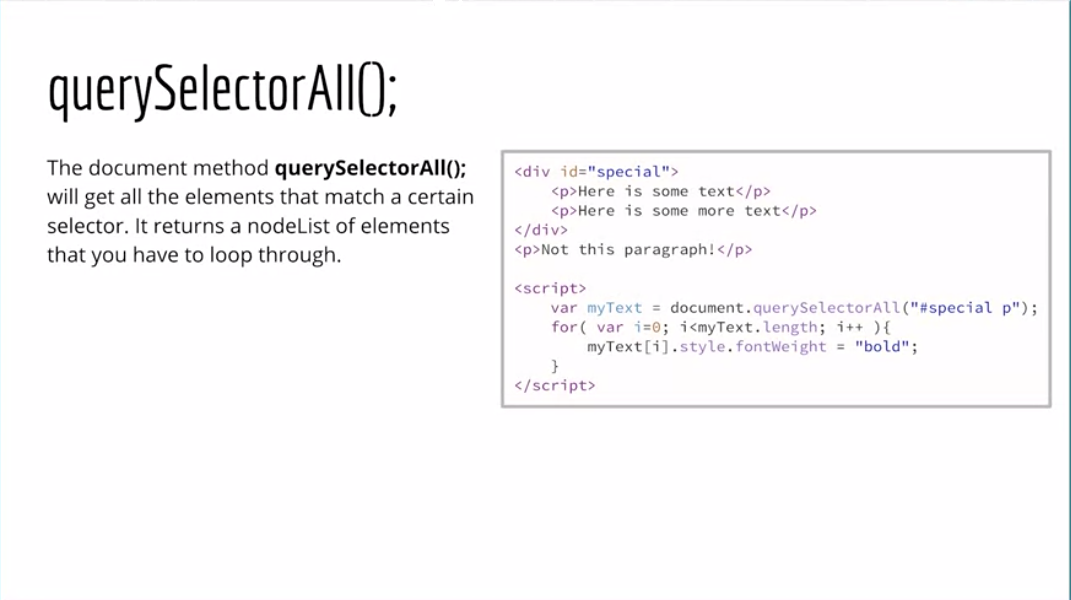 querySelectorAll();
The document method querySelectorAll();
will get all the elements that match a certain
selector. It returns a nodeList of elements
that you have to loop through.
<div id="special">
    <p>Here is some text</p>
    <p>Here is some more text</p>
</div>
<p>Not this paragraph!</p>

<script>
    var myText = document.querySelectorAll("#special p");
    for( var i=0; i<myText.length; i++ ){
        myText[i].style.fontWeight = "bold";
    }
</script>